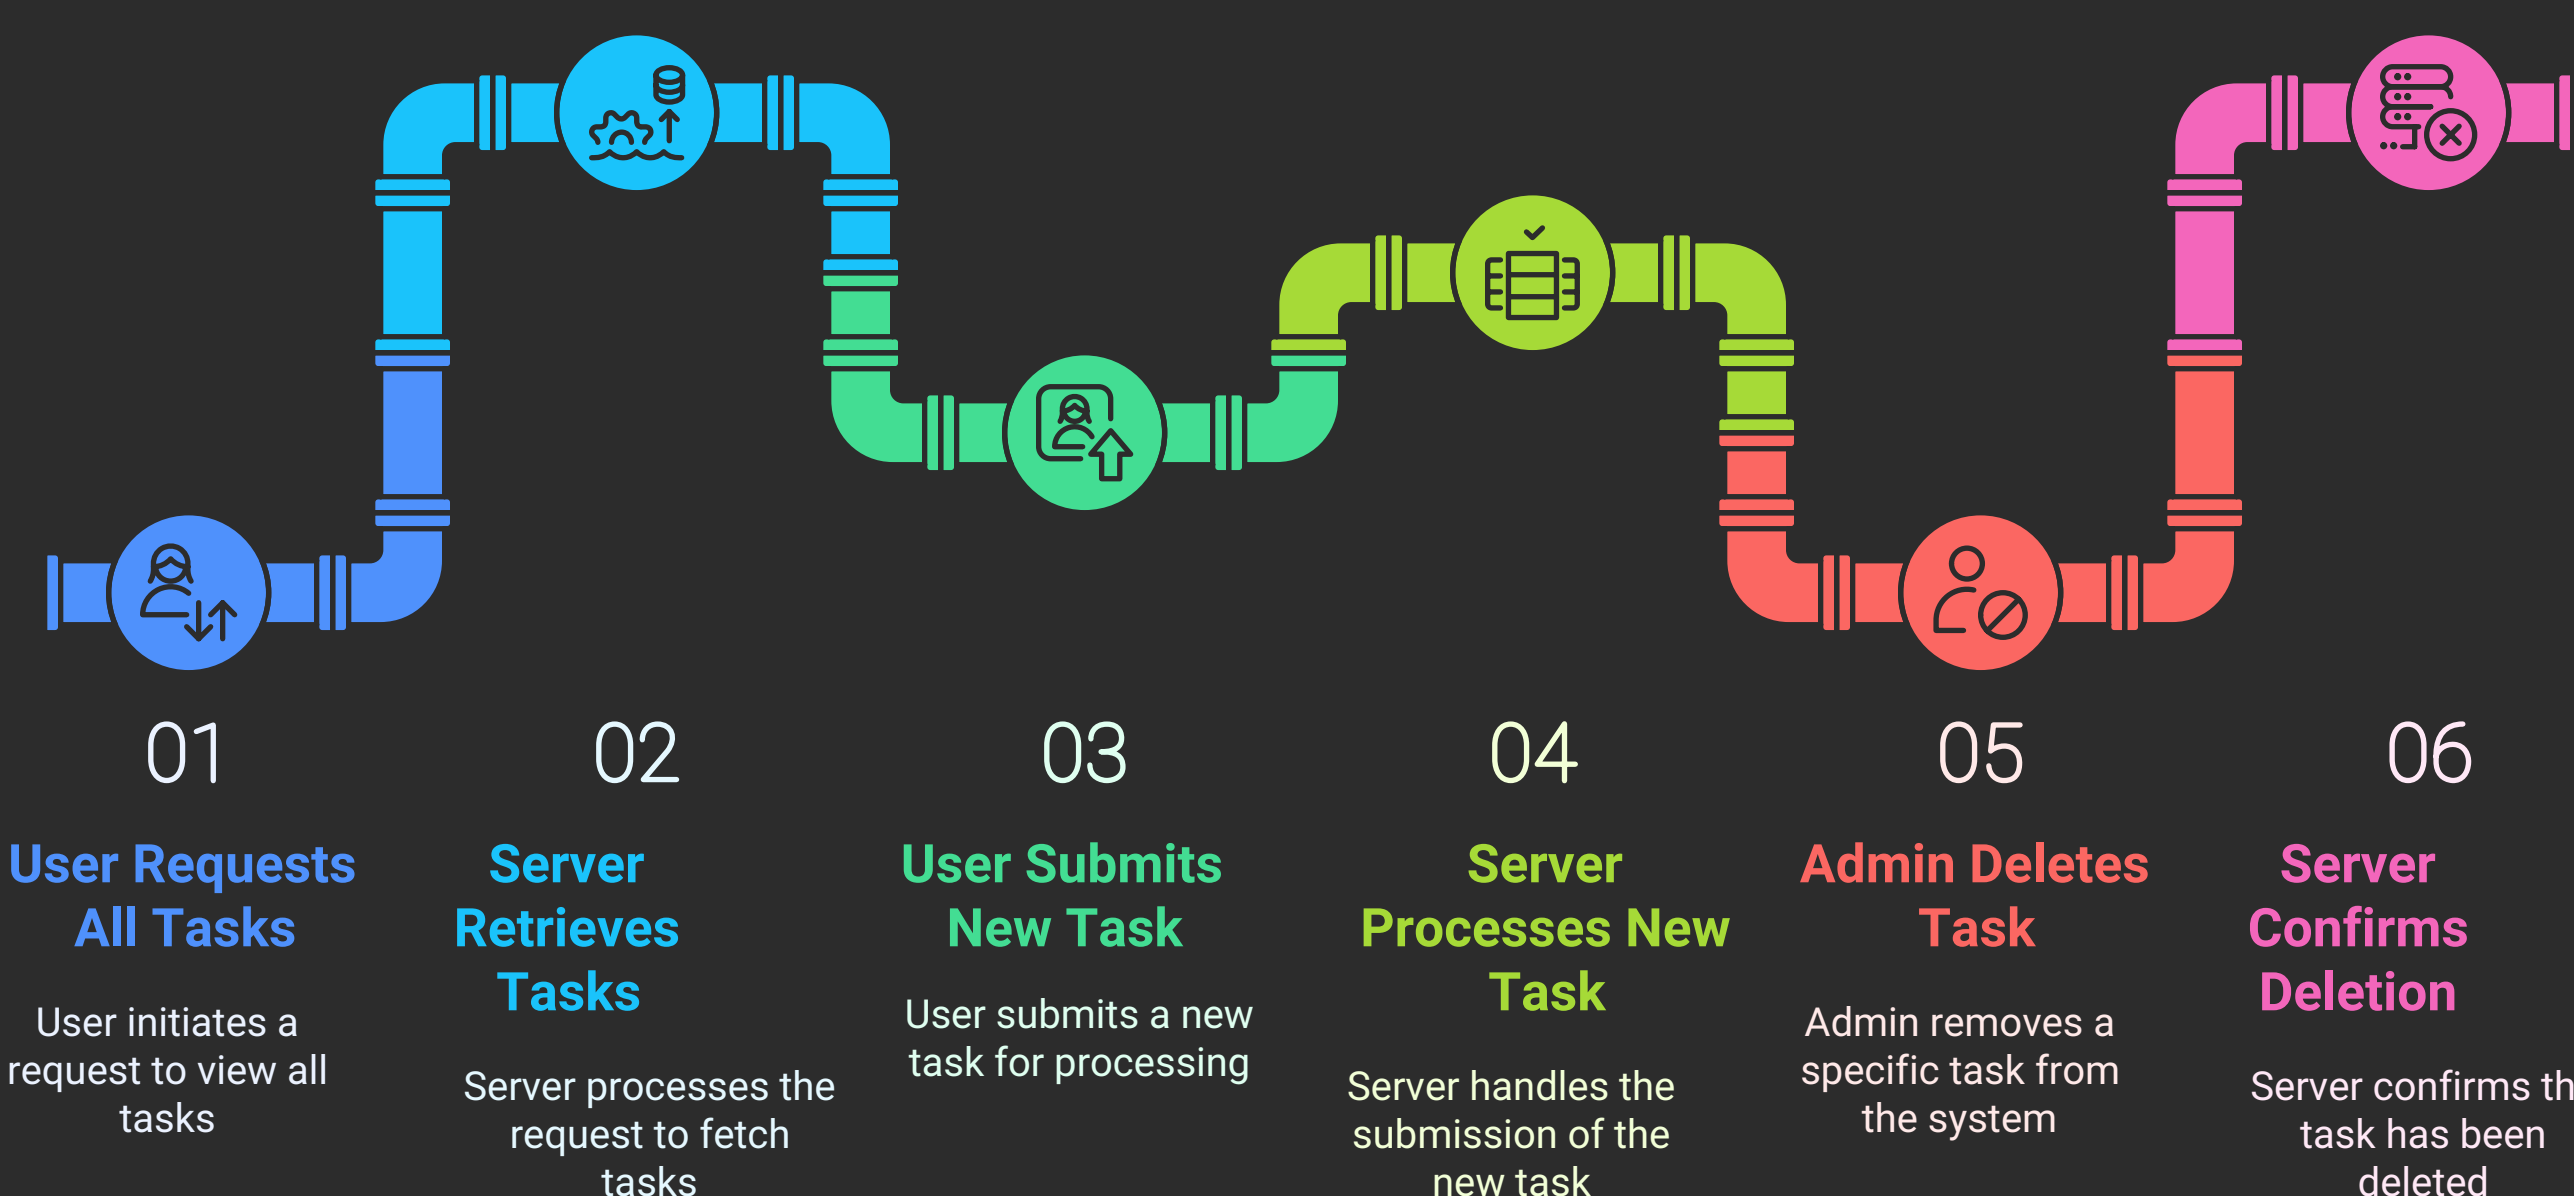 01
User Requests
All Tasks
User initiates a
request to view all
tasks
02
Server
Retrieves
Tasks
Server processes the
request to fetch
tasks
03
User Submits
New Task
User submits a new
task for processing
04
Server
Processes New
Task
Server handles the
submission of the
new task
05
Admin Deletes
Task
Admin removes a
specific task from
the system
06
Server
Confirms
Deletion
Server confirms th
task has been
deleted